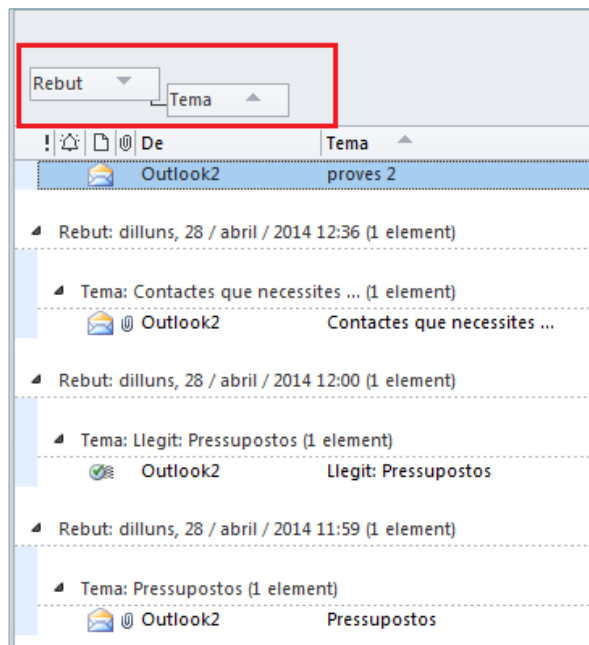 Rebut
Tema
! De Tema
Outlook2 proves 2
Rebut: dilluns, 28 / abril / 2014 12:36 (1 element)
Tema: Contactes que necessites ... (1 element)
Outlook2 Contactes que necessites ...
Rebut: dilluns, 28 / abril / 2014 12:00 (1 element)
Tema: Llegit: Pressupostos (1 element)
Outlook2 Llegit: Pressupostos
Rebut: dilluns, 28 / abril / 2014 11:59 (1 element)
Tema: Pressupostos (1 element)
Outlook2 Pressupostos